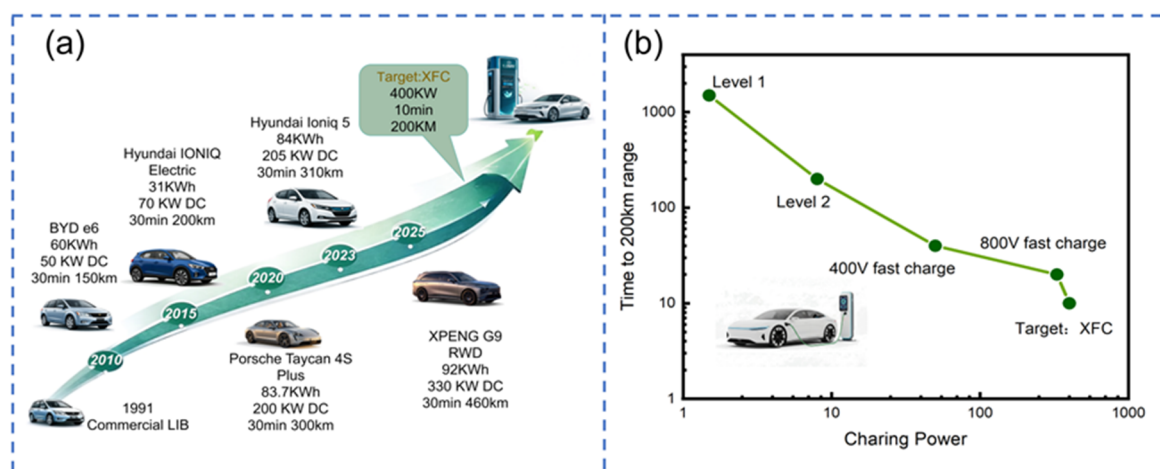 (a)
Target:XFC
400KW
10min
200KM
Hyundai Ioniq 5
84KWh
205 KW DC
30min 310km
Hyundai IONIQ
Electric
31KWh
70 KW DC
30min 200km
BYD e6
60KWh
50 KW DC
30min 150km
2025
2023
2020
2015
2010
1991
Commercial LIB
Porsche Taycan 4S
Plus
83.7KWh
200 KW DC
30min 300km
XPENG G9
RWD
92KWh
330 KW DC
30min 460km
(b)
Time to 200km range
1000
100
10
1
Level 1
Level 2
400V fast charge
800V fast charge
Target：XFC
1 10 100 1000
Charing Power